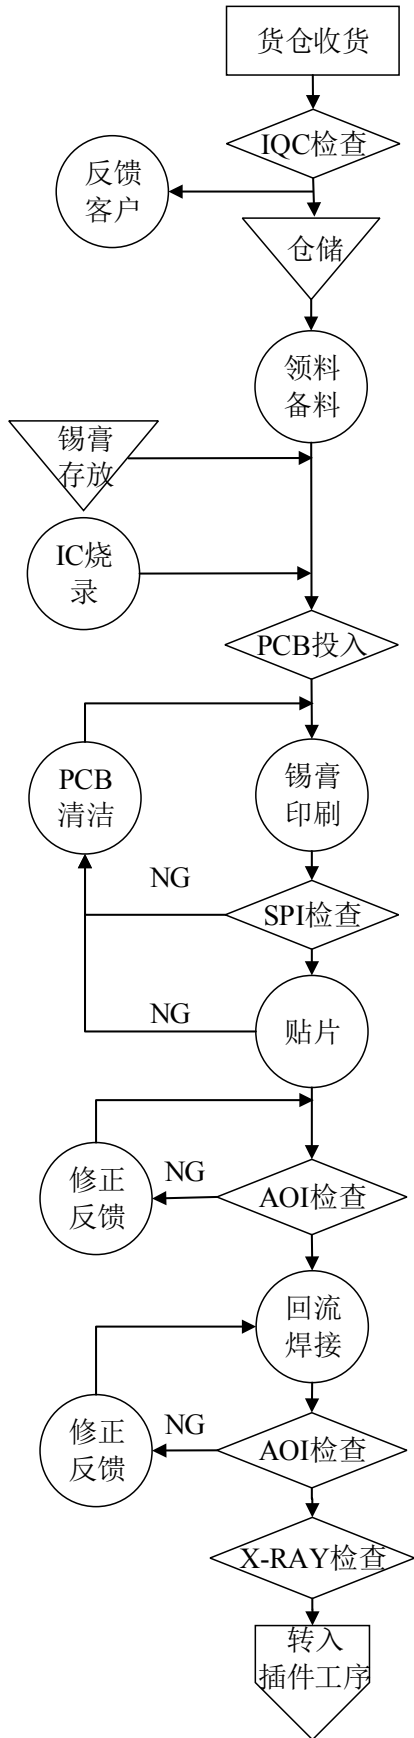 货仓收货
IQC检查
反馈
客户
仓储
领料
备料
锡膏
存放
IC烧
录
PCB投入
PCB
清洁
锡膏
印刷
NG
SPI检查
NG
贴片
修正
反馈
NG
AOI检查
回流
焊接
修正
反馈
NG
AOI检查
X-RAY检查
转入
插件工序